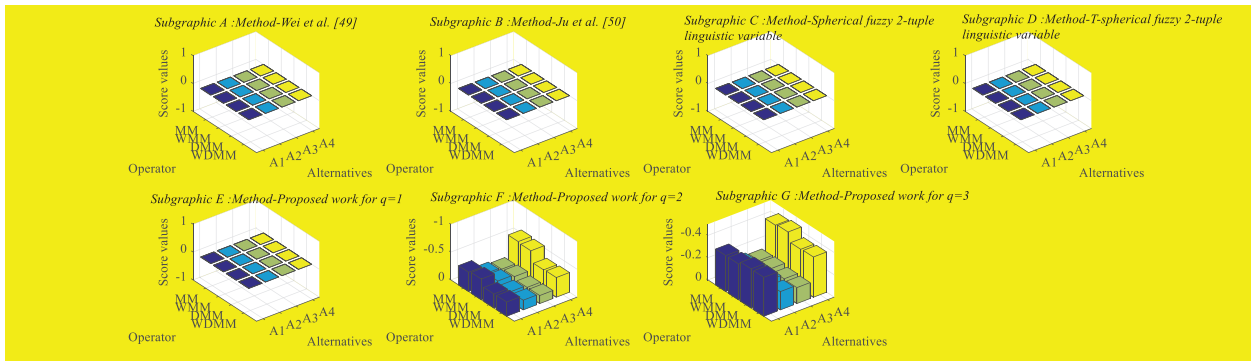 Subgraphic A :Method-Wei et al. [49]
1
0
-1
Score values
MM
WMM
DMM
WDMM
Operator
A1 A2 A3 A4
Alternatives
Subgraphic B :Method-Ju et al. [50]
1
0
-1
Score values
MM
WMM
DMM
WDMM
Operator
A1 A2 A3 A4
Alternatives
Subgraphic C :Method-Spherical fuzzy 2-tuple
linguistic variable
1
0
-1
Score values
MM
WMM
DMM
WDMM
Operator
A1 A2 A3 A4
Alternatives
Subgraphic D :Method-T-spherical fuzzy 2-tuple
linguistic variable
1
0
-1
Score values
MM
WMM
DMM
WDMM
Operator
A1 A2 A3 A4
Alternatives
Subgraphic E :Method-Proposed work for q=1
1
0
-1
Score values
MM
WMM
DMM
WDMM
Operator
A1 A2 A3 A4
Alternatives
Subgraphic F :Method-Proposed work for q=2
-1
-0.5
0
Score values
MM
WMM
DMM
WDMM
Operator
A1 A2 A3 A4
Alternatives
Subgraphic G :Method-Proposed work for q=3
-0.4
-0.2
0
Score values
MM
WMM
DMM
WDMM
Operator
A1 A2 A3 A4
Alternatives